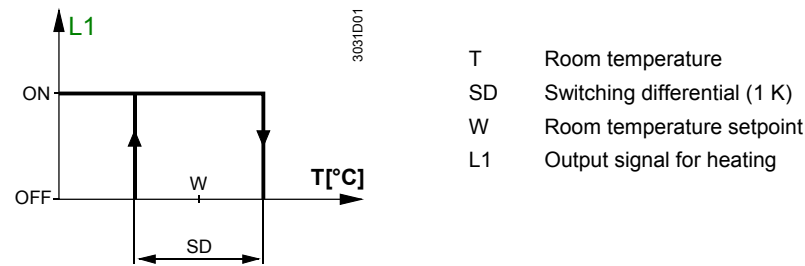 L1
3031D01
ON
OFF
W
T[°C]
SD
T Room temperature
SD Switching differential (1 K)
W Room temperature setpoint
L1 Output signal for heating